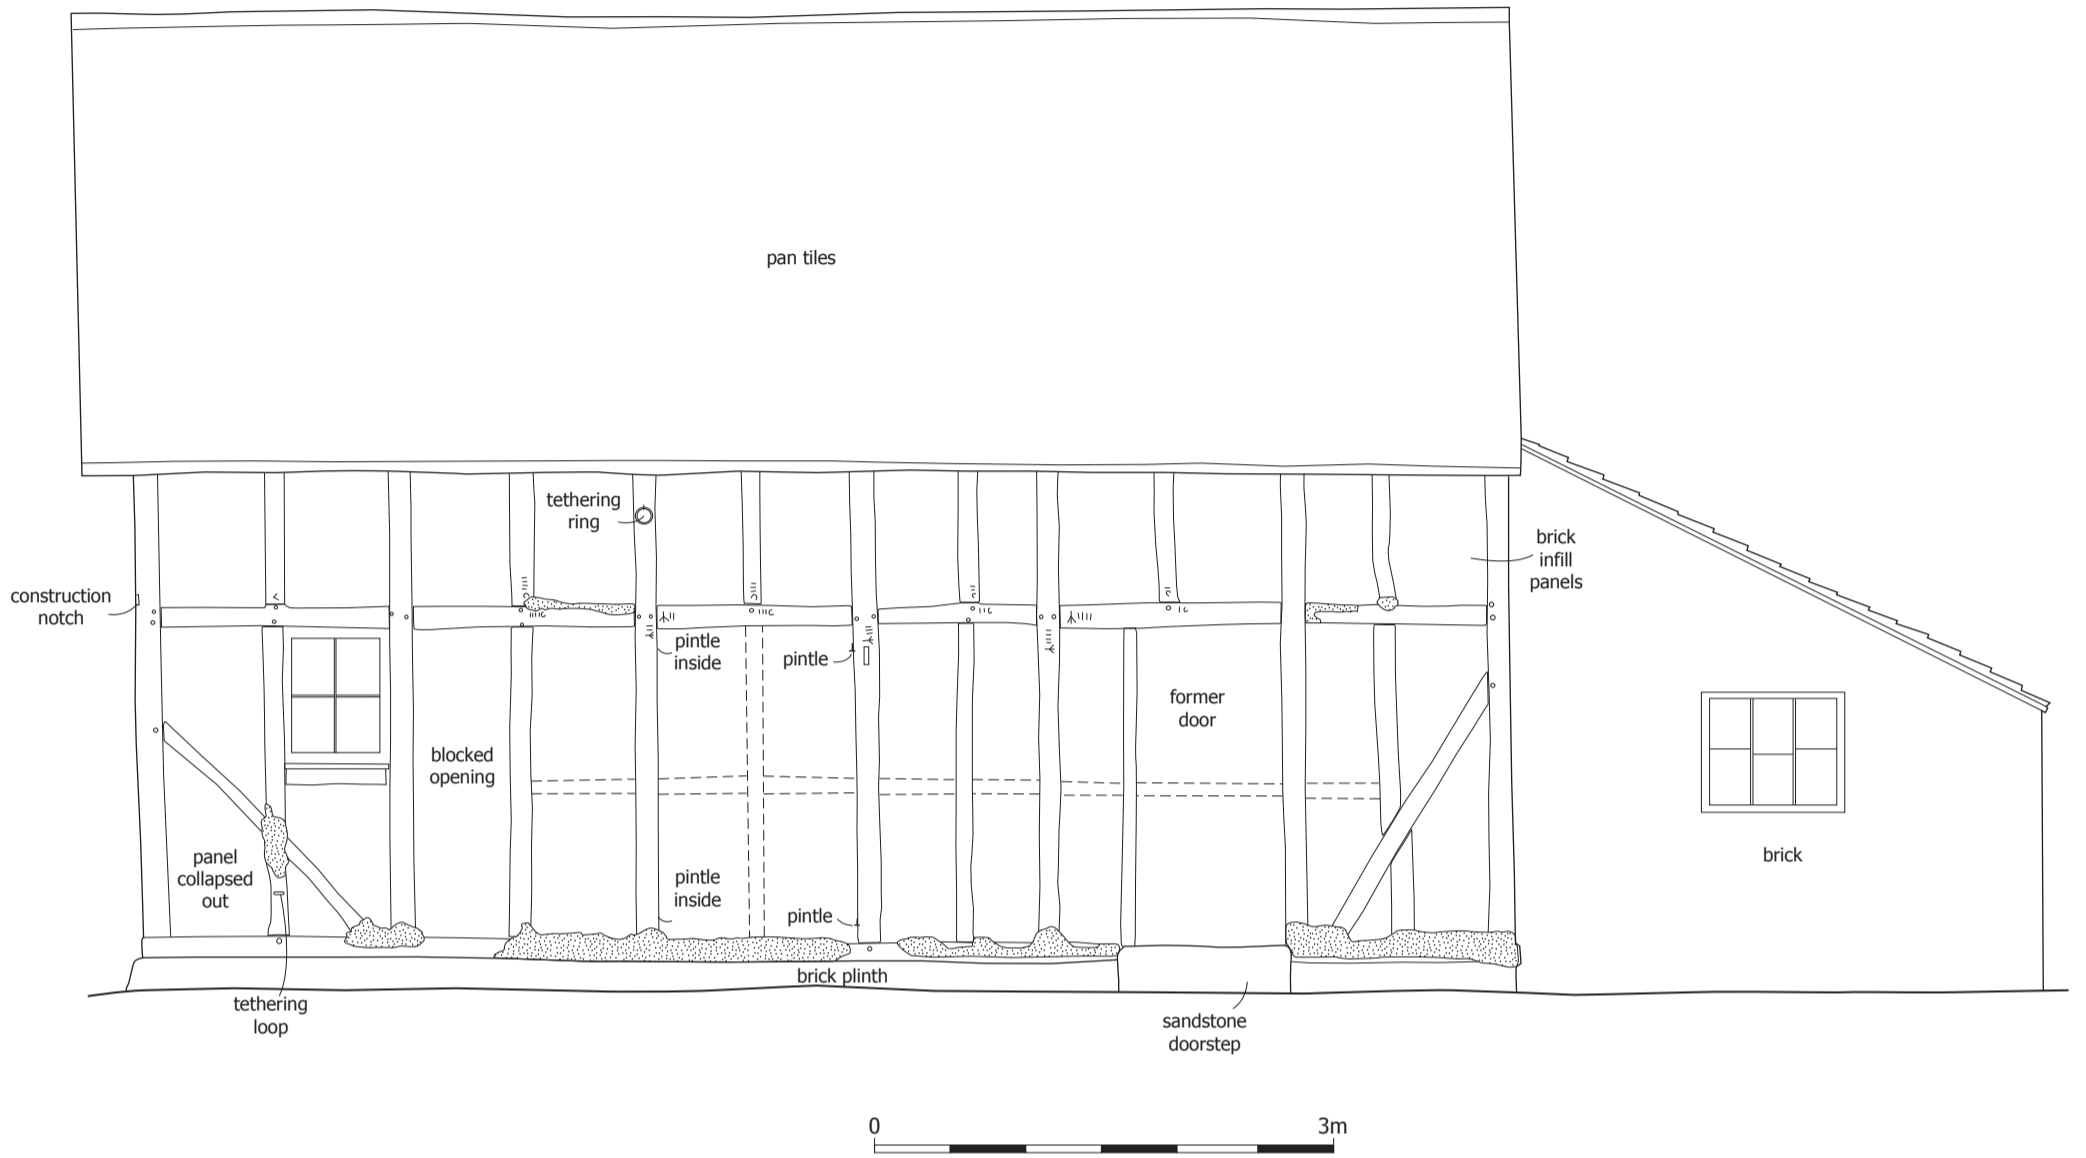 pan tiles
tethering
ring
brick
infill
panels
construction
notch
pintle
inside
pintle
former
door
blocked
opening
panel
collapsed
out
pintle
inside
pintle
brick
brick plinth
tethering
loop
sandstone
doorstep
0 3m